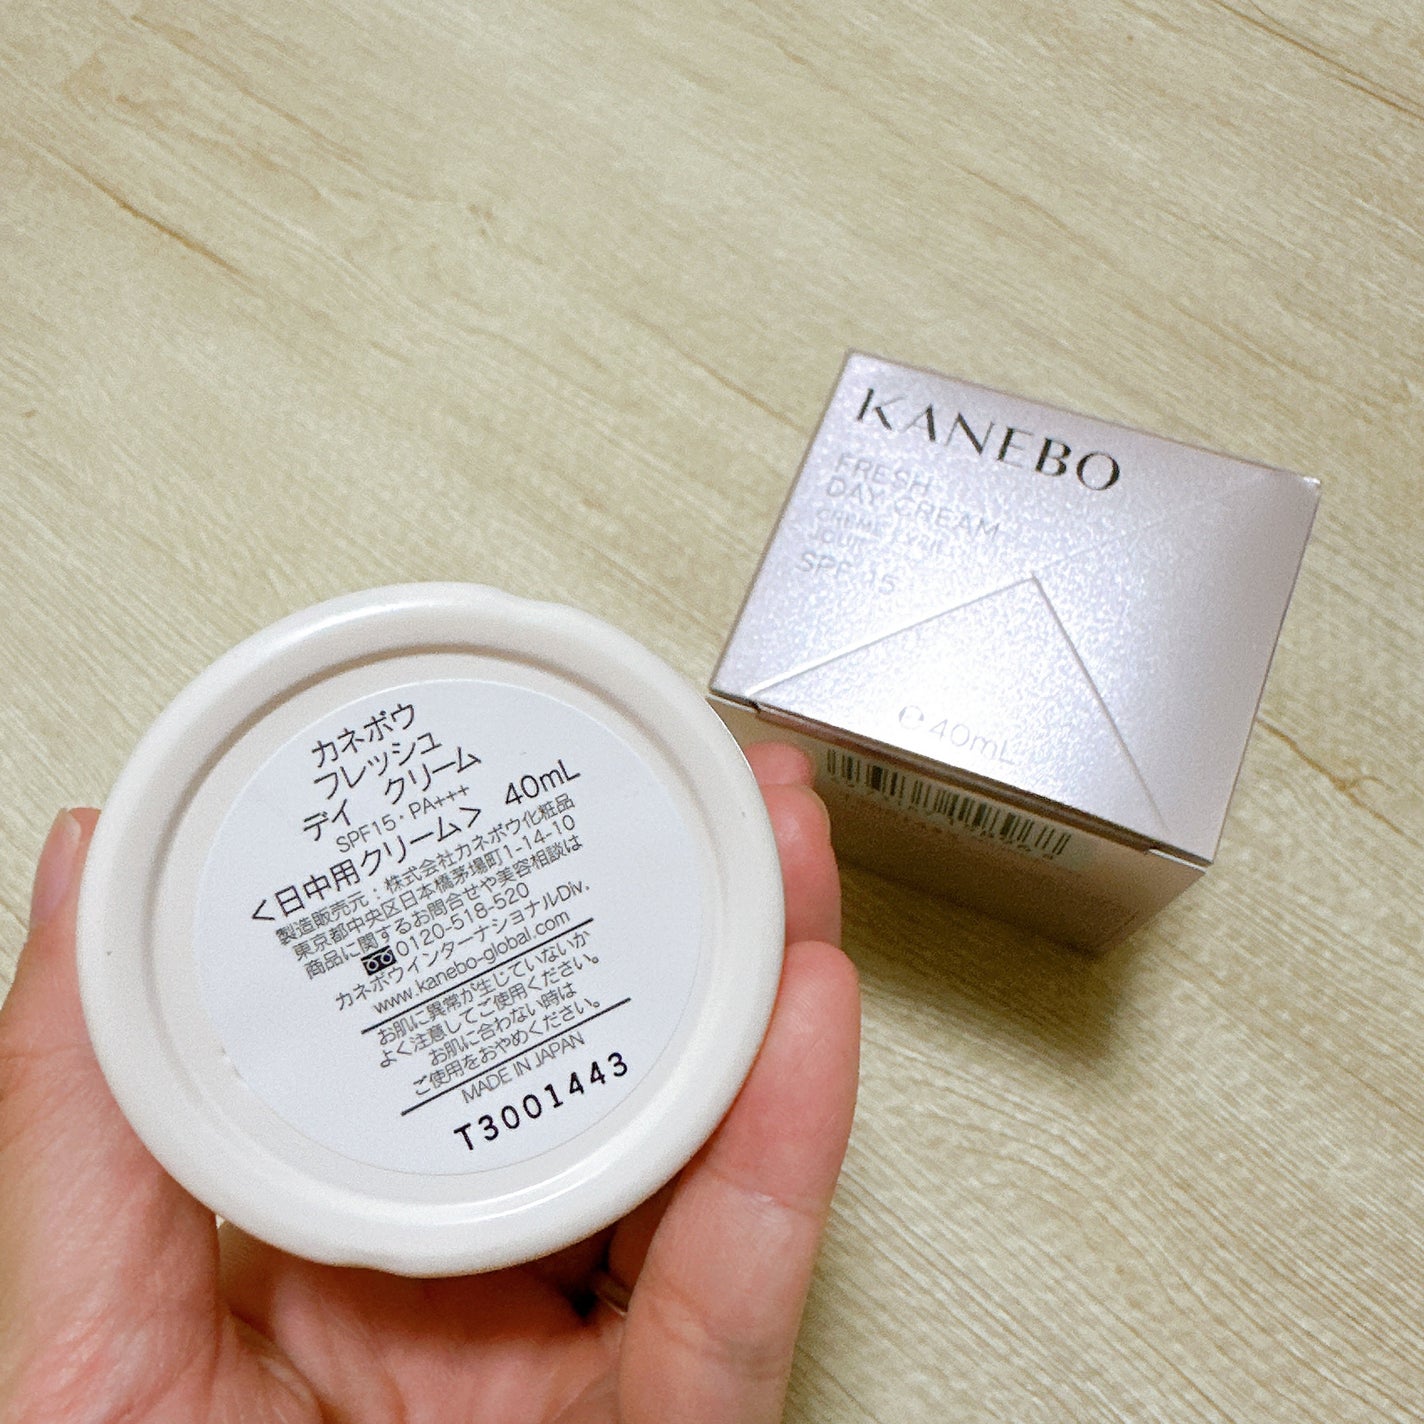 カネボウ
フレッシュ
デイ クリーム
SPF15・PA+++
<日中用クリーム> 40mL
製造販売元・株式会社カネボウ化粧品
東京都中央区日本橋茅場町1-14-10
商品に関するお問合せや美容相談は
0120-518-520
カネボウインターナショナルDiv.
www.kanebo-global.com
お肌に異常が生じていないか
よく注意してご使用ください。
お肌に合わない時は
ご使用をおやめください。
MADE IN JAPAN
T3001443
KANEBO
FRESH
DAY CREAM
CRÈME
JOUR
SPF 15
40mL